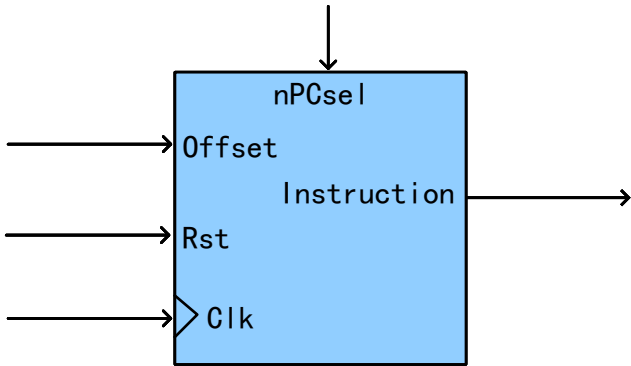 nPCsel
Offset
Instruction
Rst
Clk